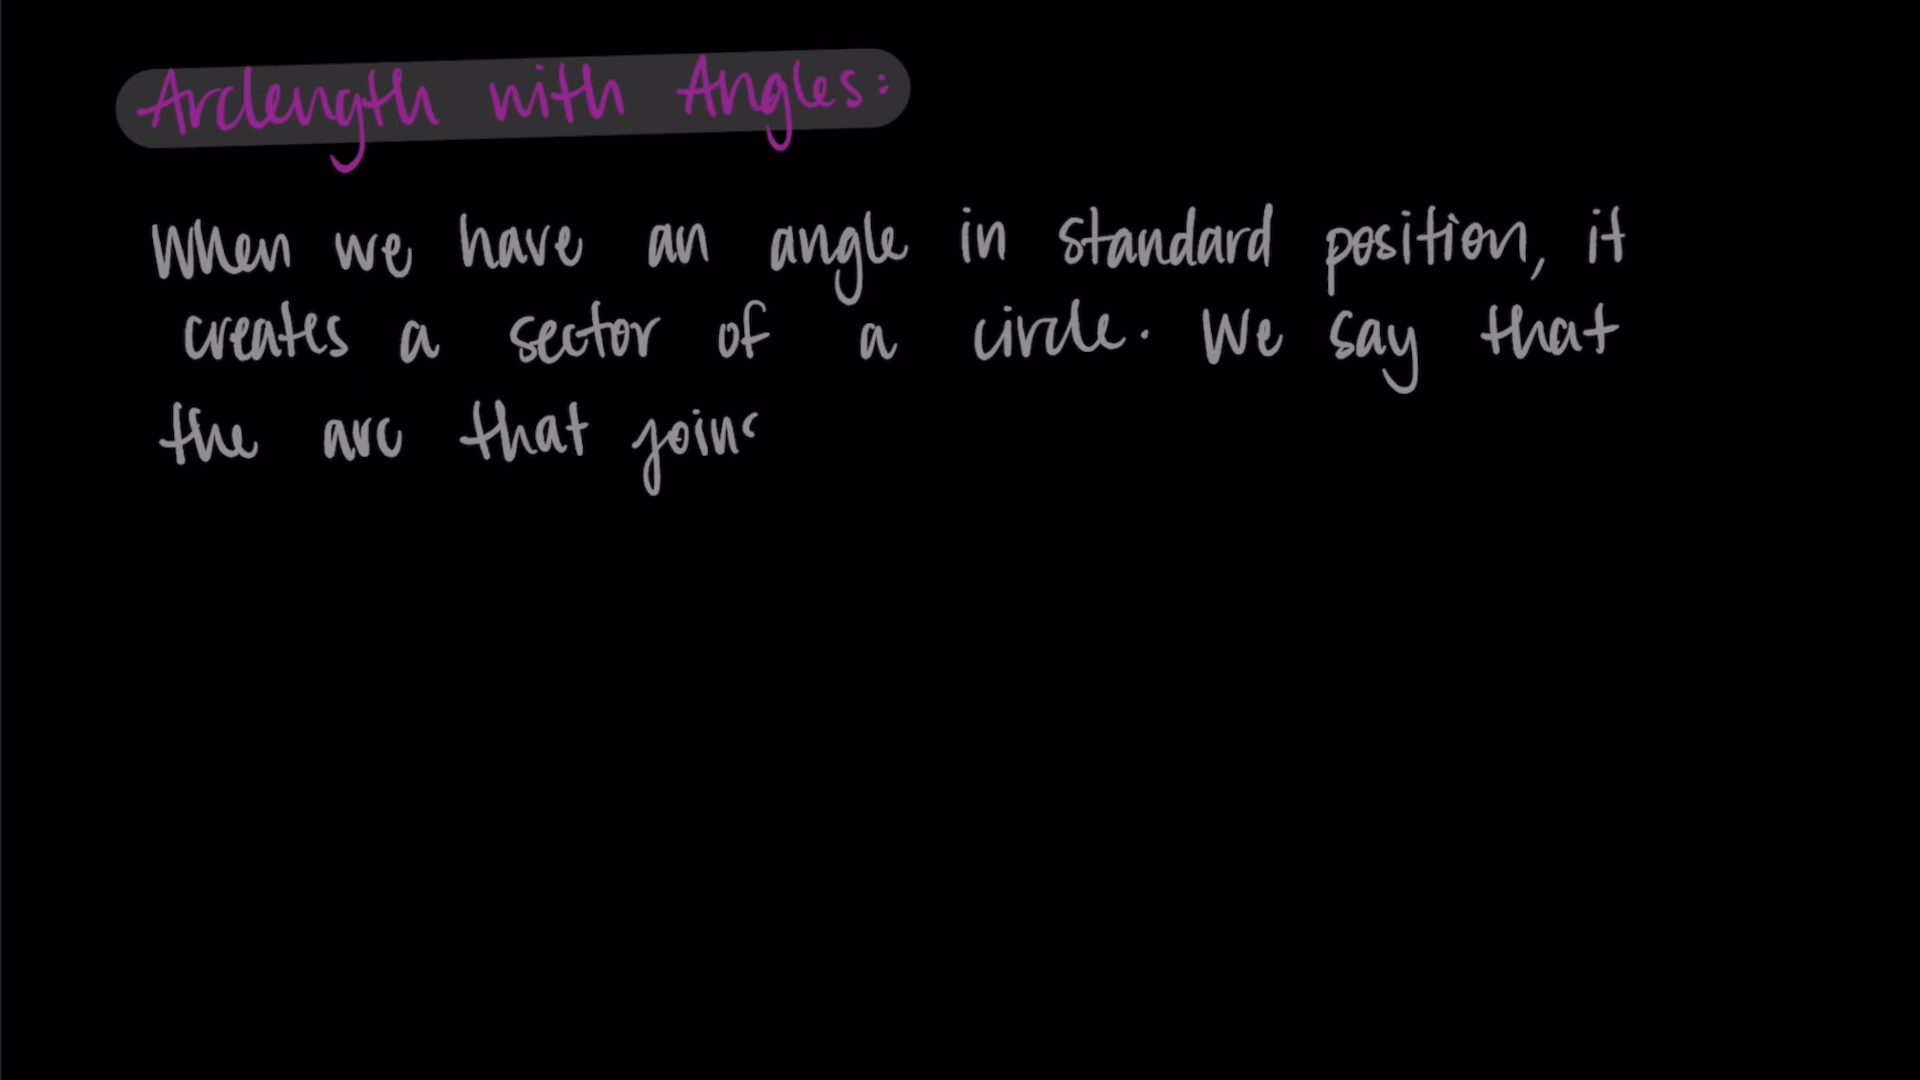 Arclength with Angles:
When we have an angle in standard position, it
creates a sector of a circle. We say that
the arc that joins